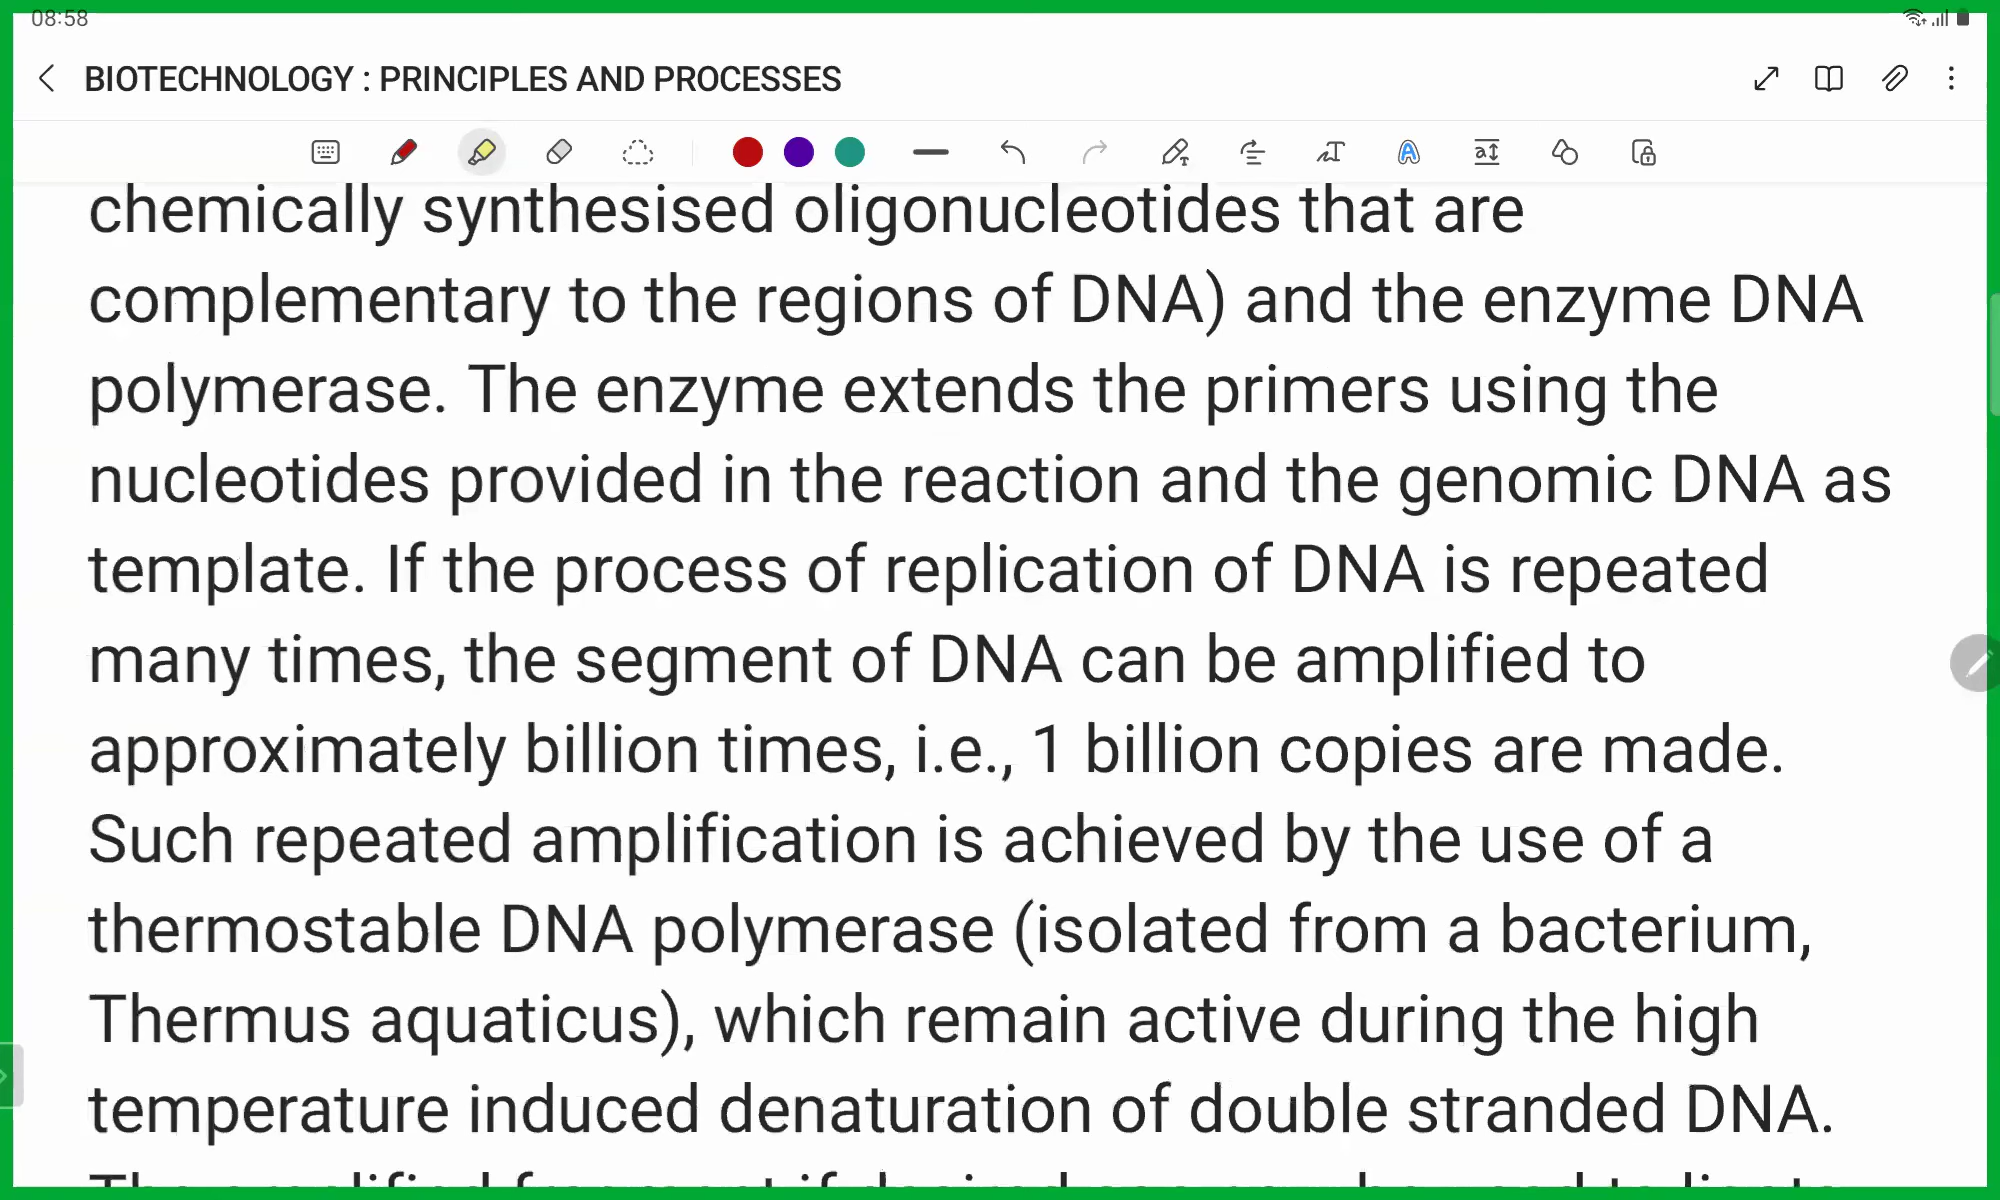 08:58
BIOTECHNOLOGY : PRINCIPLES AND PROCESSES
chemically synthesised oligonucleotides that are
complementary to the regions of DNA) and the enzyme DNA
polymerase. The enzyme extends the primers using the
nucleotides provided in the reaction and the genomic DNA as
template. If the process of replication of DNA is repeated
many times, the segment of DNA can be amplified to
approximately billion times, i.e., 1 billion copies are made.
Such repeated amplification is achieved by the use of a
thermostable DNA polymerase (isolated from a bacterium,
Thermus aquaticus), which remain active during the high
temperature induced denaturation of double stranded DNA.